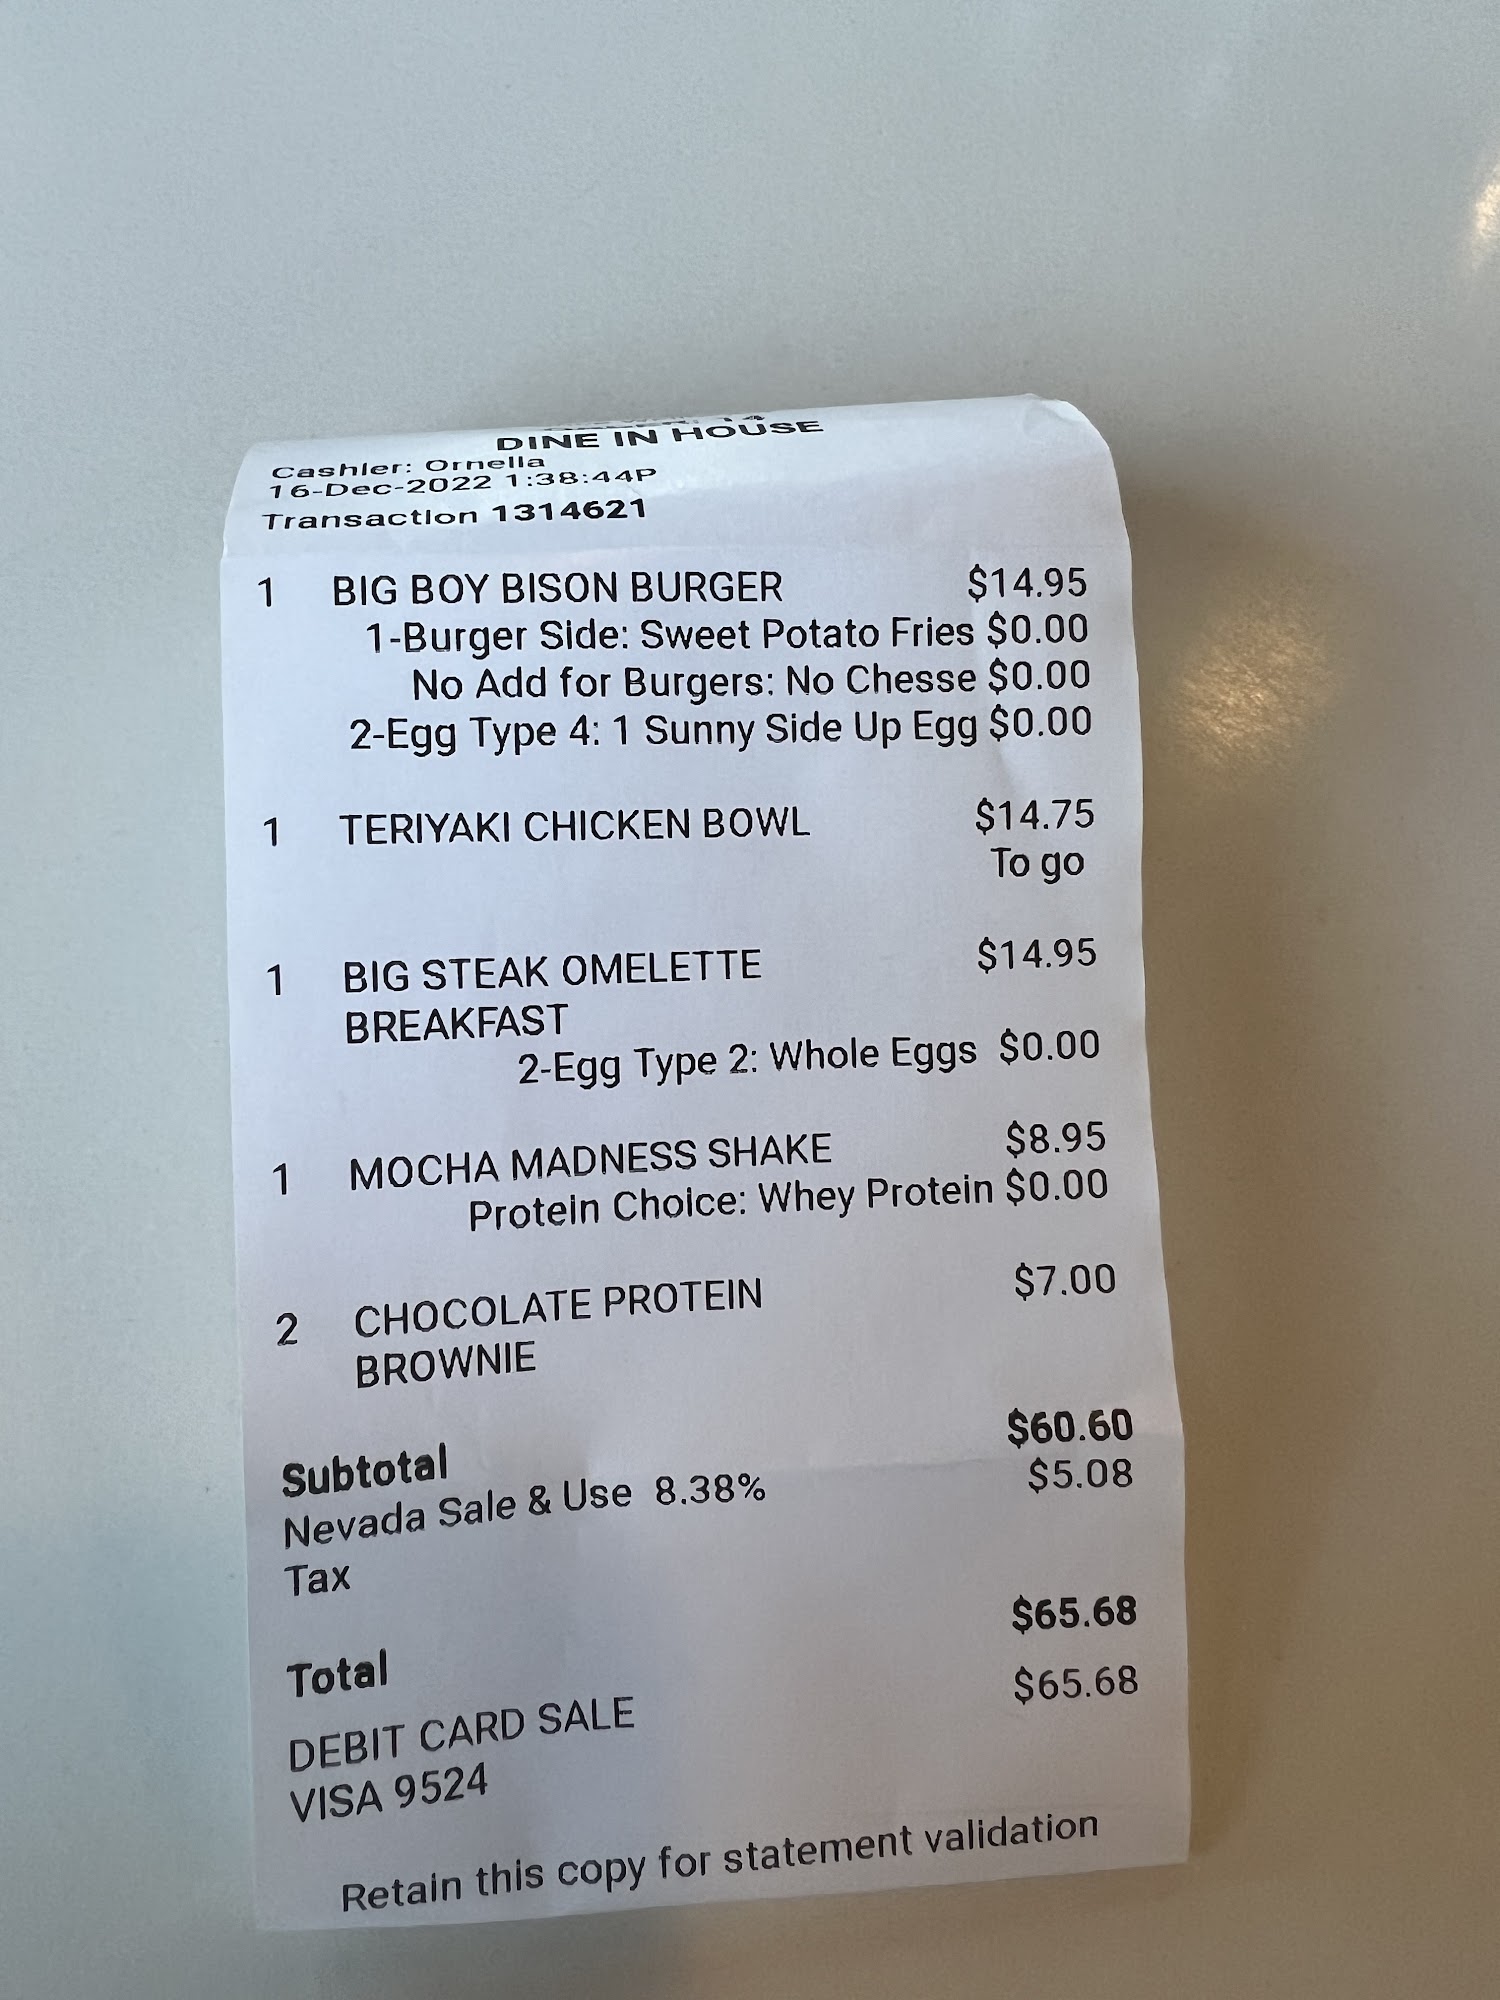 14
DINE IN HOUSE
Cashier: Ornella
16-Dec-2022 1:38:44P
Transaction 1314621
1 BIG BOY BISON BURGER $14.95
1-Burger Side: Sweet Potato Fries $0.00
No Add for Burgers: No Chesse $0.00
2-Egg Type 4: 1 Sunny Side Up Egg $0.00
1 TERIYAKI CHICKEN BOWL $14.75
To go
1 BIG STEAK OMELETTE $14.95
BREAKFAST
2-Egg Type 2: Whole Eggs $0.00
1 MOCHA MADNESS SHAKE $8.95
Protein Choice: Whey Protein $0.00
2 CHOCOLATE PROTEIN $7.00
BROWNIE
Subtotal $60.60
Nevada Sale & Use 8.38% $5.08
Tax
Total $65.68
DEBIT CARD SALE $65.68
VISA 9524
Retain this copy for statement validation